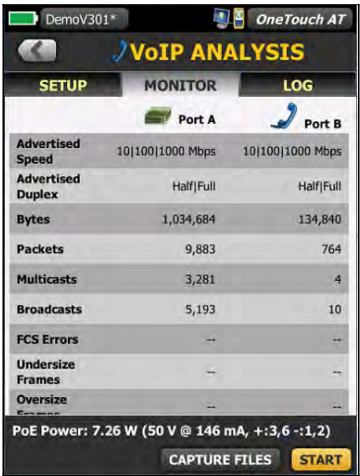 DemoV301*
OneTouch AT
VoIP ANALYSIS
SETUP MONITOR LOG
Port A Port B
Advertised
Speed 10|100|1000 Mbps 10|100|1000 Mbps
Advertised
Duplex Half|Full Half|Full
Bytes 1,034,684 134,840
Packets 9,883 764
Multicasts 3,281 4
Broadcasts 5,193 10
FCS Errors -- --
Undersize
Frames -- --
Oversize
Frames -- --
PoE Power: 7.26 W (50 V @ 146 mA, +:3,6 -:1,2)
CAPTURE FILES START